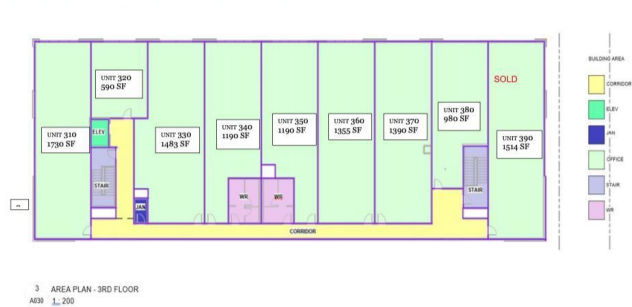 SOLD
BUILDING AREA
UNIT 320
590 SF
CORRIDOR
ELEV
UNIT 380
980 SF
UNIT 350
1190 SF
UNIT 360
1355 SF
UNIT 370
1390 SF
UNIT 340
1190 SF
UNIT 310
1730 SF
ELEV
UNIT 330
1483 SF
JAN
UNIT 390
1514 SF
OFFICE
STAIR
STAIR
STAIR
WR
WR
JAN
WR
CORRIDOR
3 AREA PLAN - 3RD FLOOR
A030 1 : 200